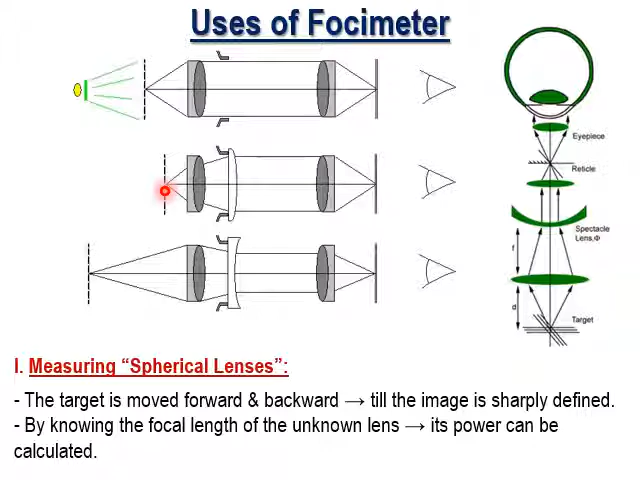 Uses of Focimeter
Eyepiece
Reticle
Spectacle
Lens,Φ
f
d
Target
I. Measuring “Spherical Lenses”:
- The target is moved forward & backward → till the image is sharply defined.
- By knowing the focal length of the unknown lens → its power can be
calculated.